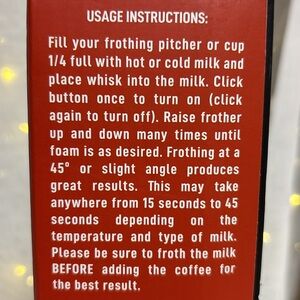 USAGE INSTRUCTIONS:
Fill your frothing pitcher or cup
1/4 full with hot or cold milk and
place whisk into the milk. Click
button once to turn on (click
again to turn off). Raise frother
up and down many times until
foam is as desired. Frothing at a
45° or slight angle produces
great results. This may take
anywhere from 15 seconds to 45
seconds depending on the
temperature and type of milk.
Please be sure to froth the milk
BEFORE adding the coffee for
the best result.